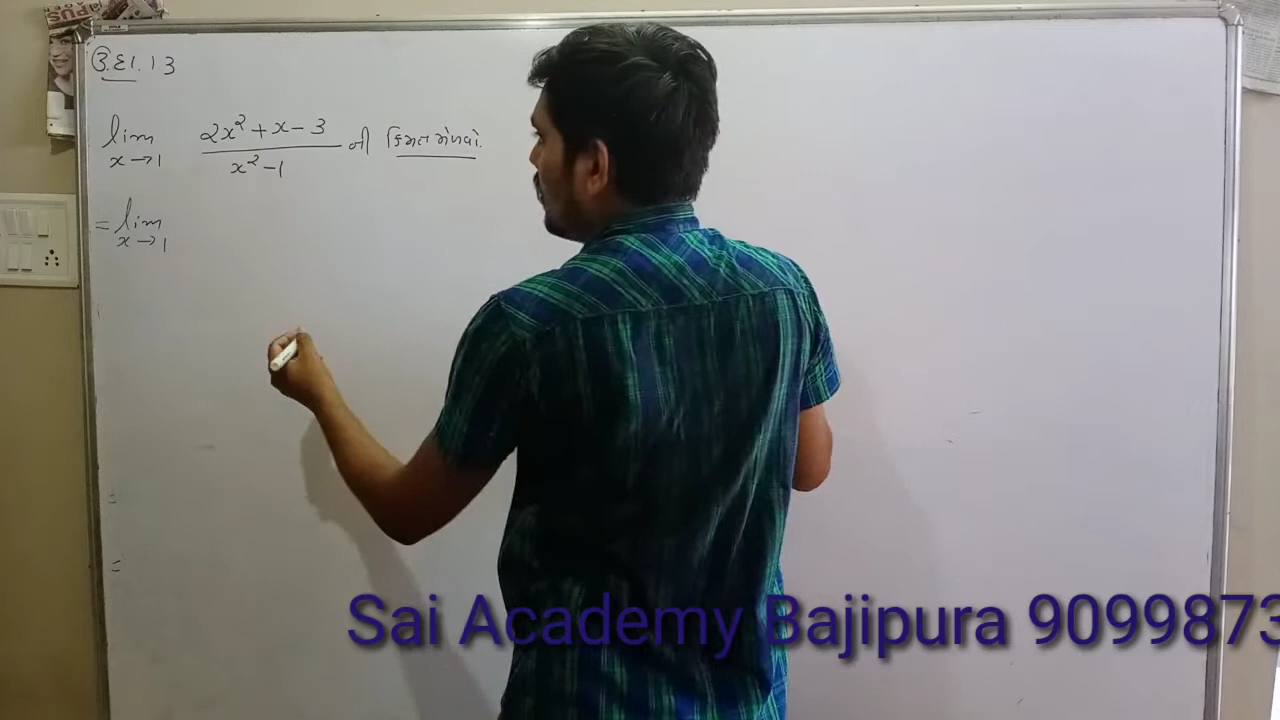 ઉ.દા. 13
lim x→1 2x² + x - 3 / x² - 1 ની કિંમત મેળવો.
= lim x→1
=
=
Sai Academy Bajipura 9099873